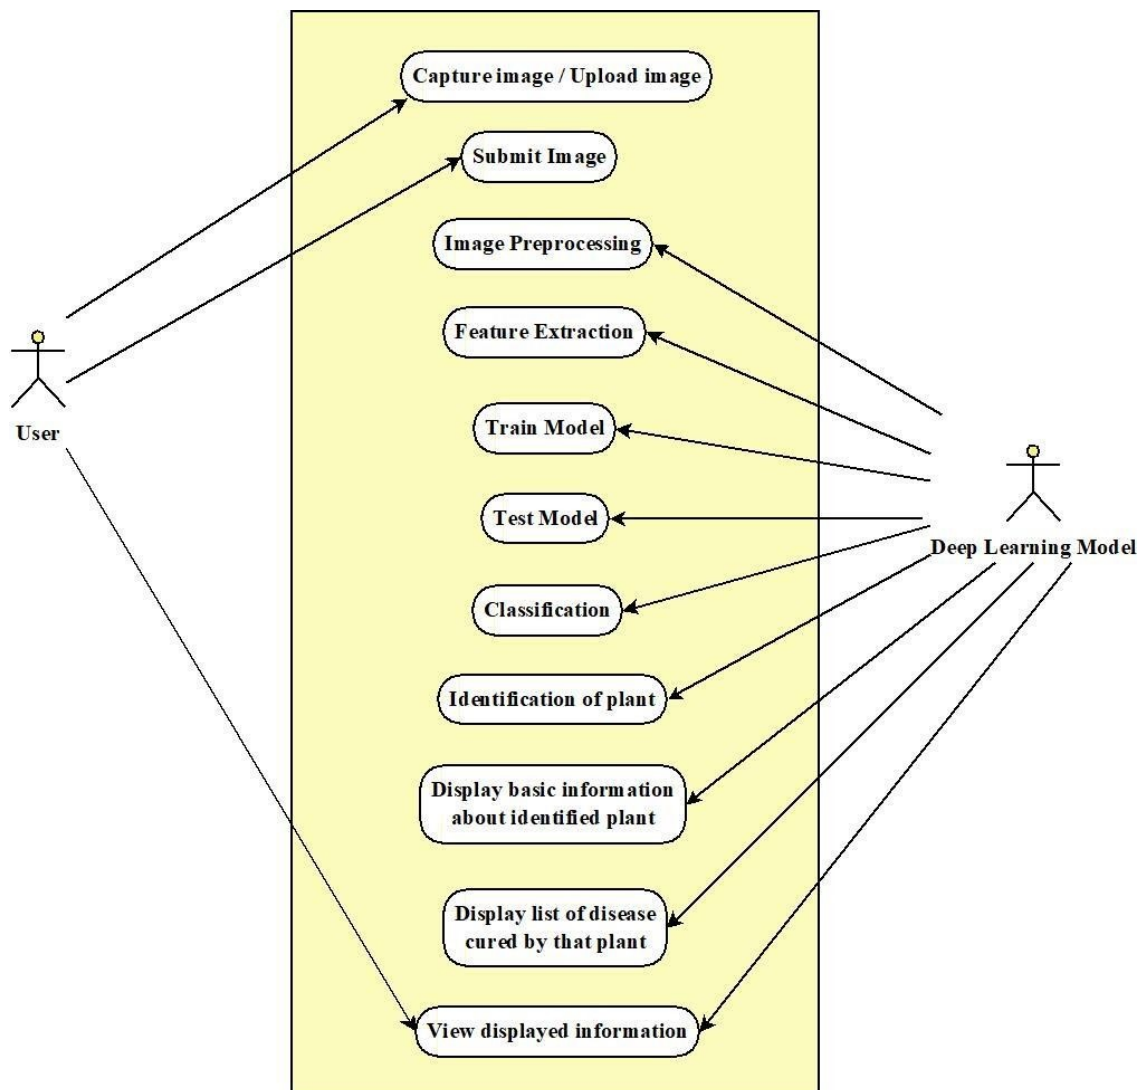 Capture image / Upload image
Submit Image
Image Preprocessing
Feature Extraction
Train Model
User
Test Model
Deep Learning Model
Classification
Identification of plant
Display basic information
about identified plant
Display list of disease
cured by that plant
View displayed information